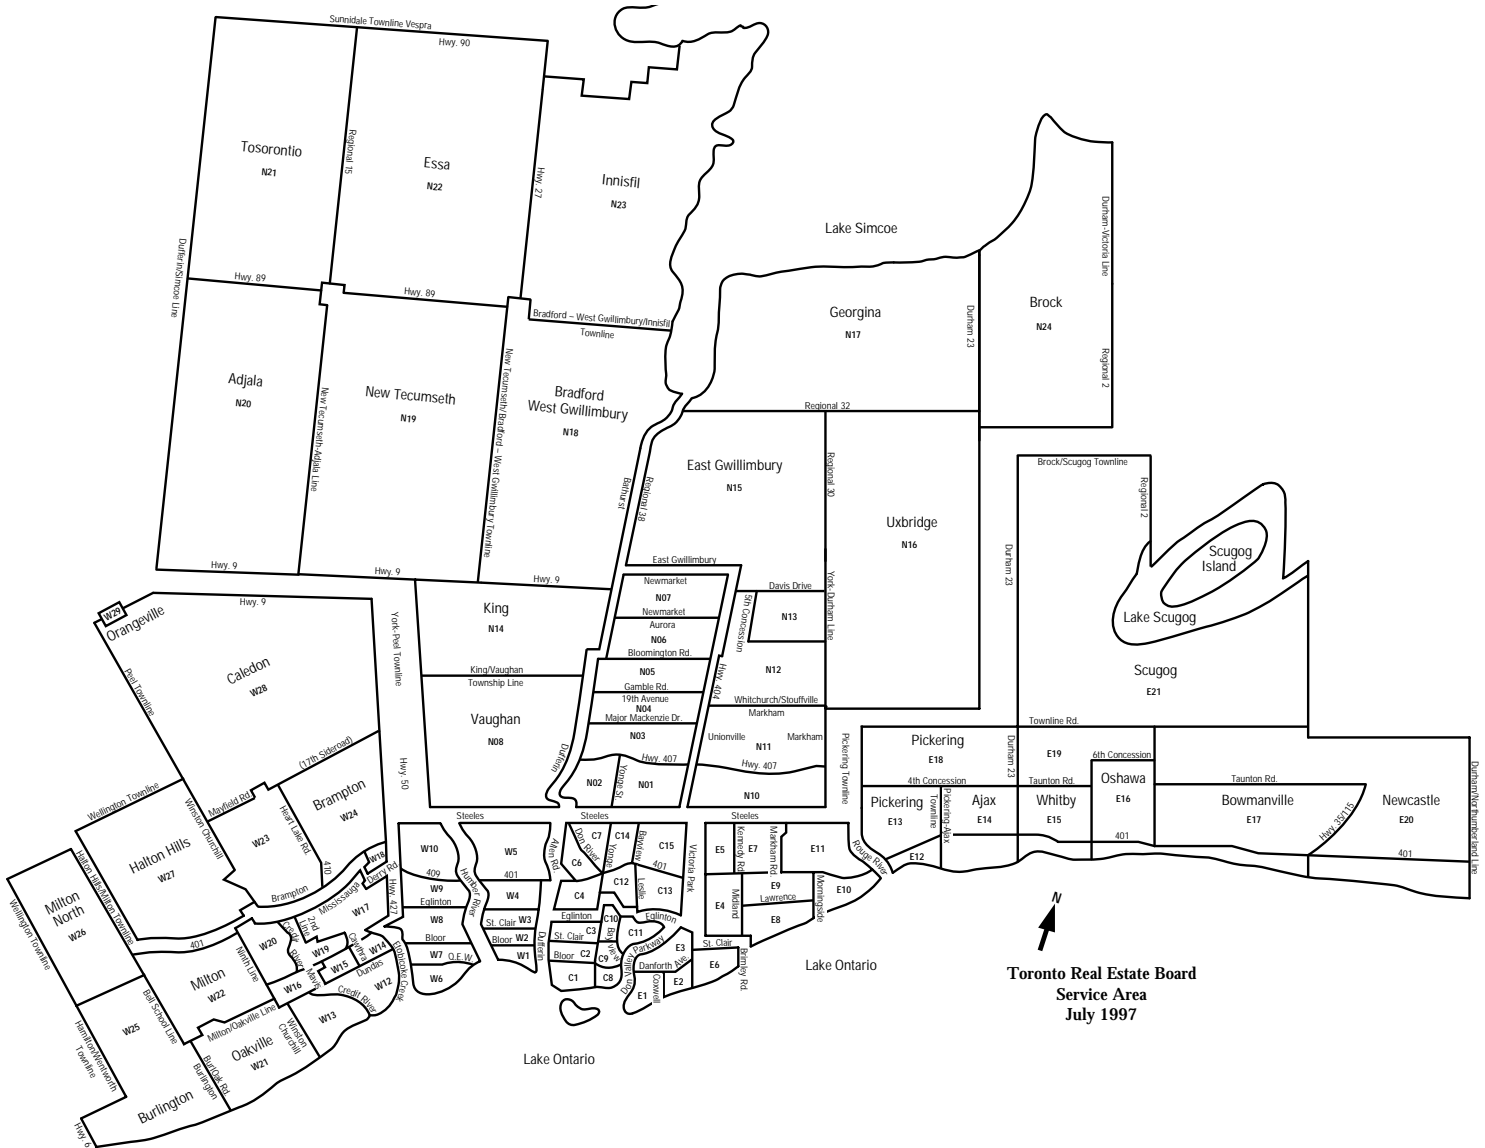 Sunnidale Townline Vespra
Hwy. 90
Tosorontio
N21
Regional 15
Essa
N22
Hwy. 27
Innisfil
N23
Lake Simcoe
Dufferin/Simcoe Line
Hwy. 89
Hwy. 89
Bradford – West Gwillimbury/Innisfil
Townline
Georgina
N17
Durham 23
Brock
N24
Durham-Victoria Line
Regional 2
Adjala
N20
New Tecumseth-Adjala Line
New Tecumseth
N19
New Tecumseth/Bradford – West Gwillimbury Townline
Bradford
West Gwillimbury
N18
Regional 32
Bathurst
Regional 38
East Gwillimbury
N15
Regional 30
Uxbridge
N16
Brock/Scugog Townline
Regional 2
Durham 23
Scugog
Island
Lake Scugog
Scugog
E21
Hwy. 9
Hwy. 9
Hwy. 9
East Gwillimbury
Newmarket
N07
Newmarket
Aurora
N06
Bloomington Rd.
N05
Gamble Rd.
19th Avenue
N04
Major Mackenzie Dr.
N03
Hwy. 407
N02
Yonge St.
N01
Davis Drive
5th Concession
N13
York-Durham Line
N12
Hwy. 404
Whitchurch/Stouffville
Markham
Unionville
Markham
N11
Hwy. 407
N10
W29
Orangeville
Hwy. 9
Peel Townline
Caledon
W28
York-Peel Townline
King
N14
King/Vaughan
Township Line
Vaughan
N08
Dufferin
Hwy. 50
Townline Rd.
Pickering Townline
Pickering
E18
Durham 23
E19
6th Concession
4th Concession
Taunton Rd.
Oshawa
E16
Taunton Rd.
Pickering
E13
Townline
Pickering-Ajax
Ajax
E14
Whitby
E15
401
Bowmanville
E17
Hwy. 35/115
Newcastle
E20
401
Durham/Northumberland Line
E12
Wellington Townline
(17th Sideroad)
Mayfield Rd.
Winston Churchill
Heart Lake Rd.
Brampton
W24
W23
410
W18
Derry Rd.
Halton Hills
W27
Halton Hills/Milton Townline
Brampton
Mississauga
W17
Hwy. 427
401
Milton
North
W26
Wellington Townline
Milton
W22
Ninth Line
W20
Credit
River
2nd
Line
W19
Cawthra
W14
W15
Mavis
Dundas
W16
W12
Credit River
W13
Etobicoke Creek
Winston
Churchill
Milton/Oakville Line
Oakville
W21
Bell School Line
W25
Hamilton/Wentworth
Townline
BurlOak Rd.
Burlington
Burlington
Hwy. 6
Steeles
Steeles
Steeles
W10
409
W9
Eglinton
W8
Bloor
W7
Q.E.W.
W6
Humber River
W5
401
W4
St. Clair
W3
Bloor
W2
W1
Allen Rd.
Dufferin
C7
Don River
C6
C14
Yonge
Bayview
C15
401
C12
Leslie
C13
Victoria Park
C4
Eglinton
C10
Eglinton
St. Clair
C3
Bay
View
C11
Bloor
C2
C9
C1
C8
Don Valley Parkway
E3
Danforth Ave.
Coxwell
E1
E2
St. Clair
E6
Brimley Rd.
E5
Kennedy Rd.
E7
Markham Rd.
E11
Rouge River
E4
Midland
E9
Lawrence
E8
Morningside
E10
Lake Ontario
Lake Ontario
N
Toronto Real Estate Board
Service Area
July 1997